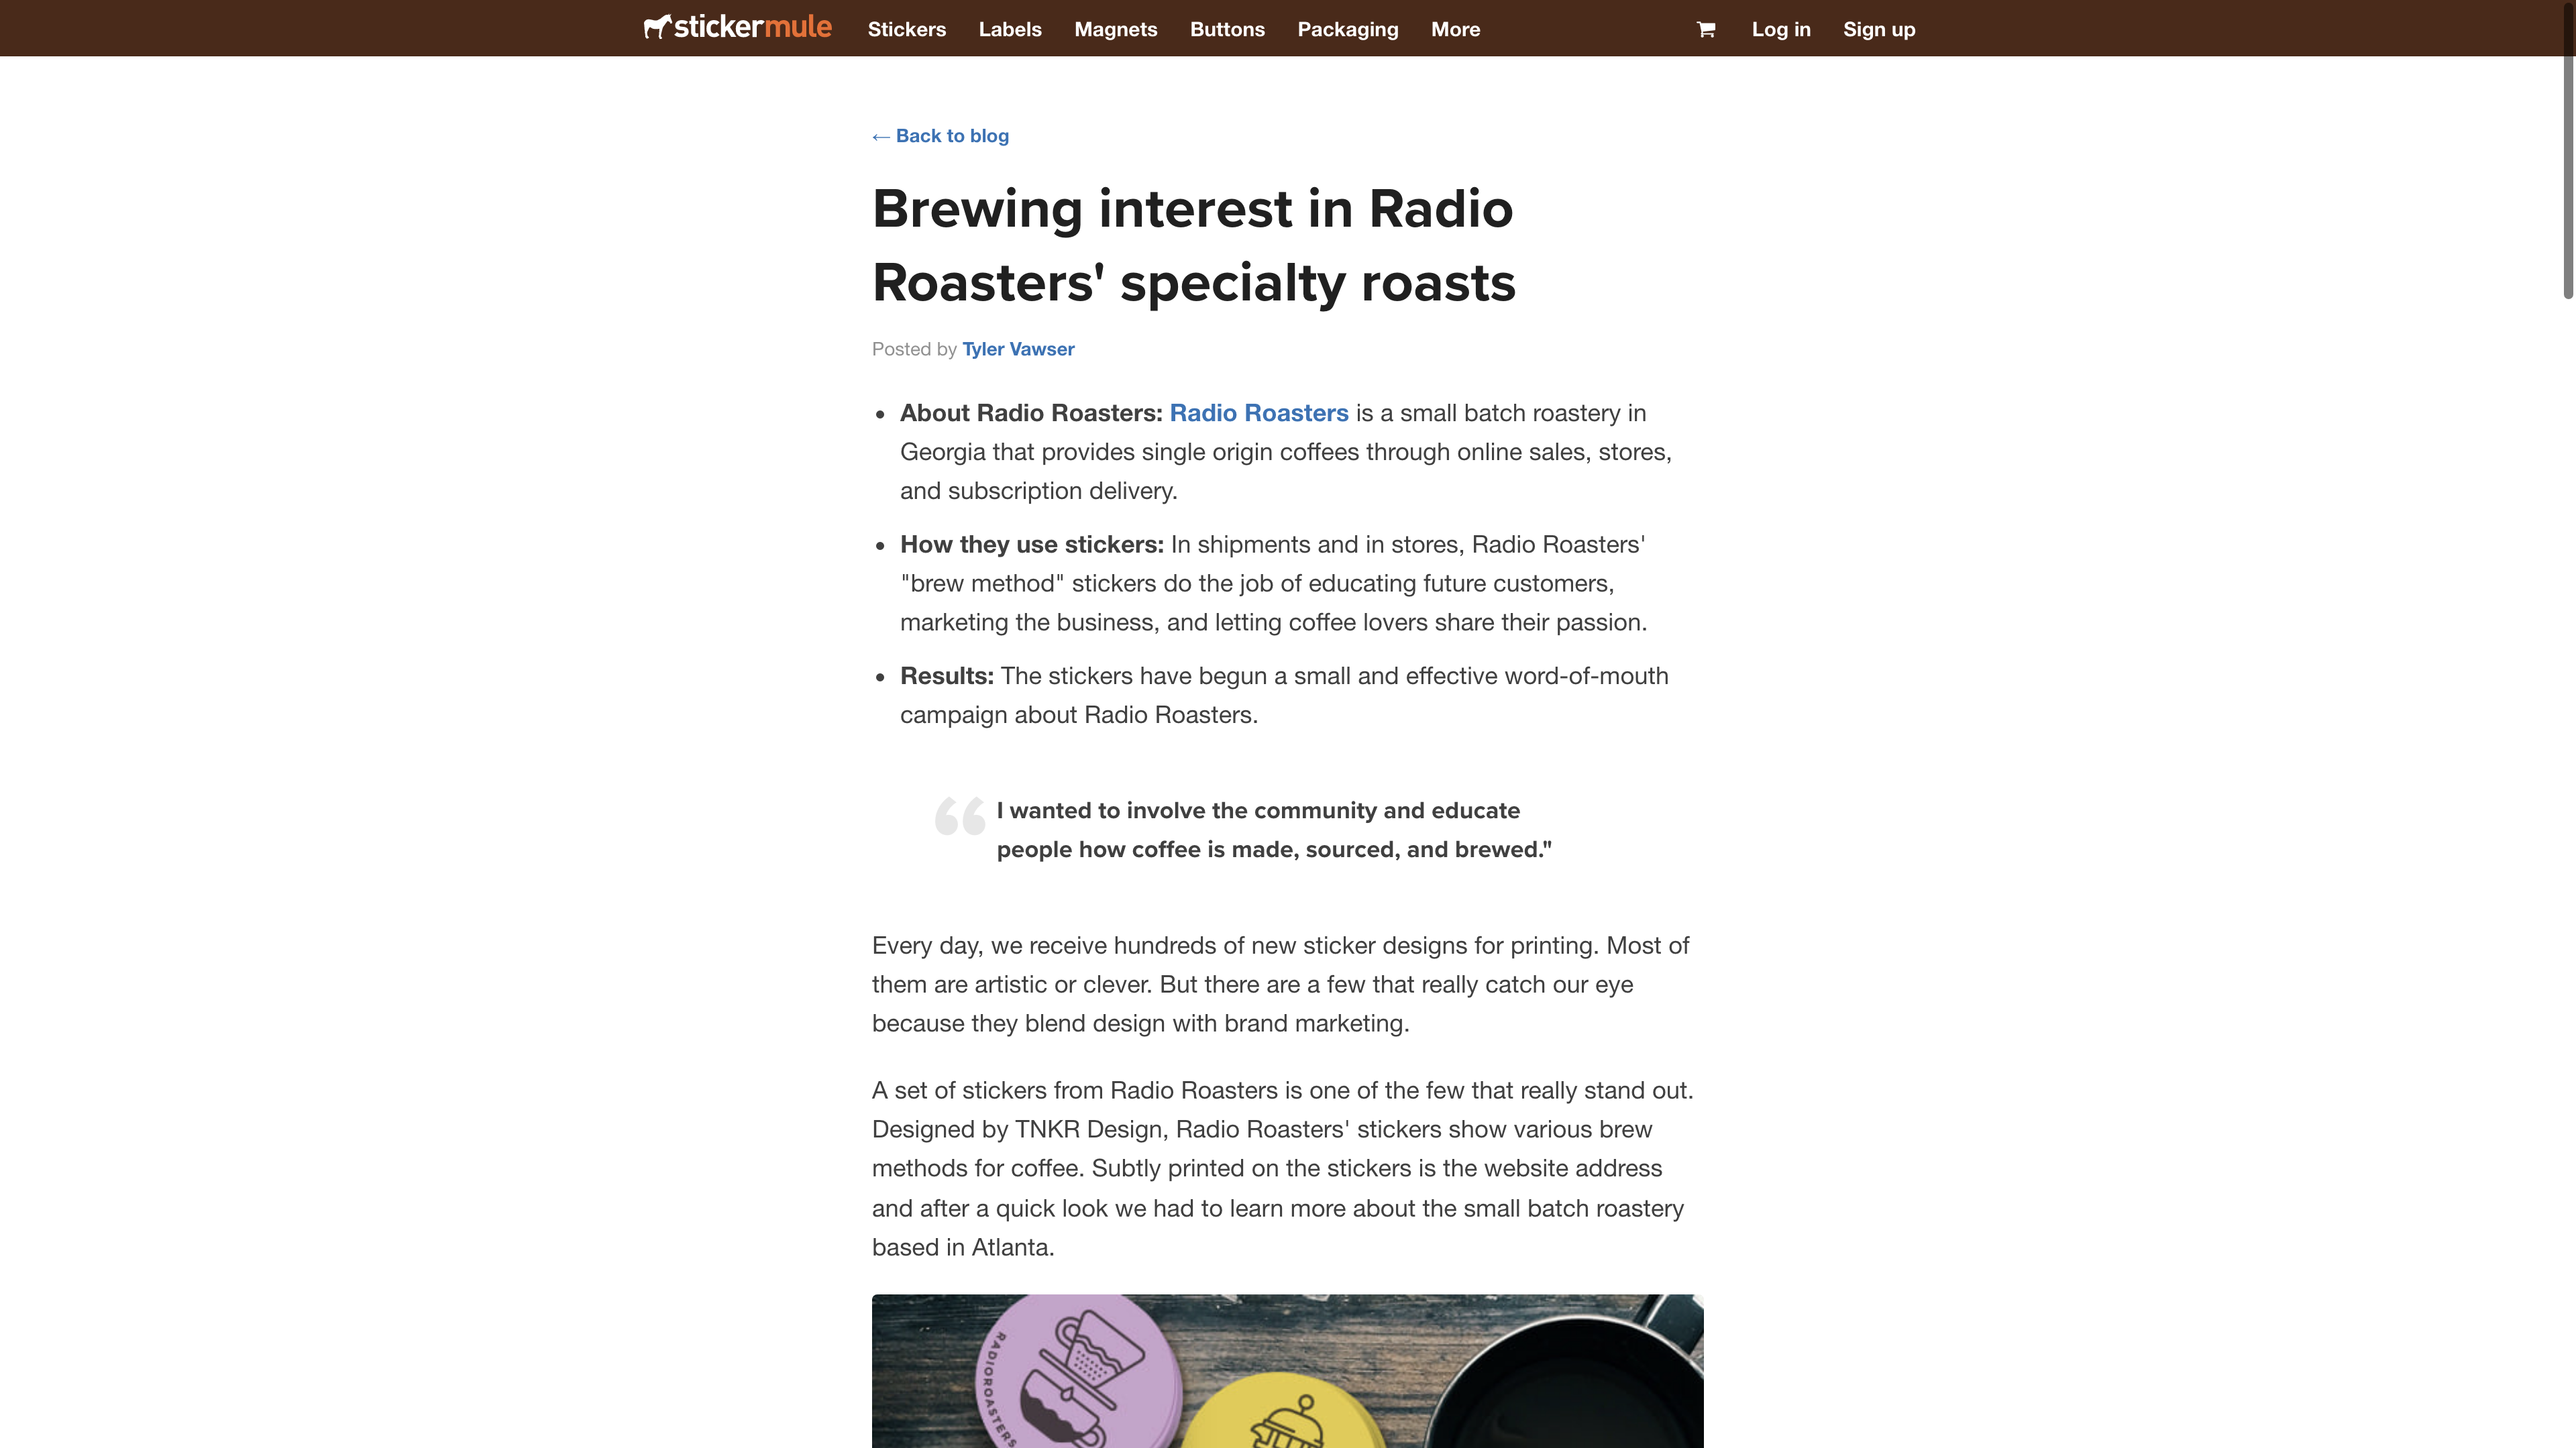 stickermule Stickers Labels Magnets Buttons Packaging More Log in Sign up
← Back to blog
Brewing interest in Radio
Roasters' specialty roasts
Posted by Tyler Vawser
• About Radio Roasters: Radio Roasters is a small batch roastery in
Georgia that provides single origin coffees through online sales, stores,
and subscription delivery.
• How they use stickers: In shipments and in stores, Radio Roasters'
"brew method" stickers do the job of educating future customers,
marketing the business, and letting coffee lovers share their passion.
• Results: The stickers have begun a small and effective word-of-mouth
campaign about Radio Roasters.
“I wanted to involve the community and educate
people how coffee is made, sourced, and brewed."
Every day, we receive hundreds of new sticker designs for printing. Most of
them are artistic or clever. But there are a few that really catch our eye
because they blend design with brand marketing.
A set of stickers from Radio Roasters is one of the few that really stand out.
Designed by TNKR Design, Radio Roasters' stickers show various brew
methods for coffee. Subtly printed on the stickers is the website address
and after a quick look we had to learn more about the small batch roastery
based in Atlanta.
RADIOROASTERS